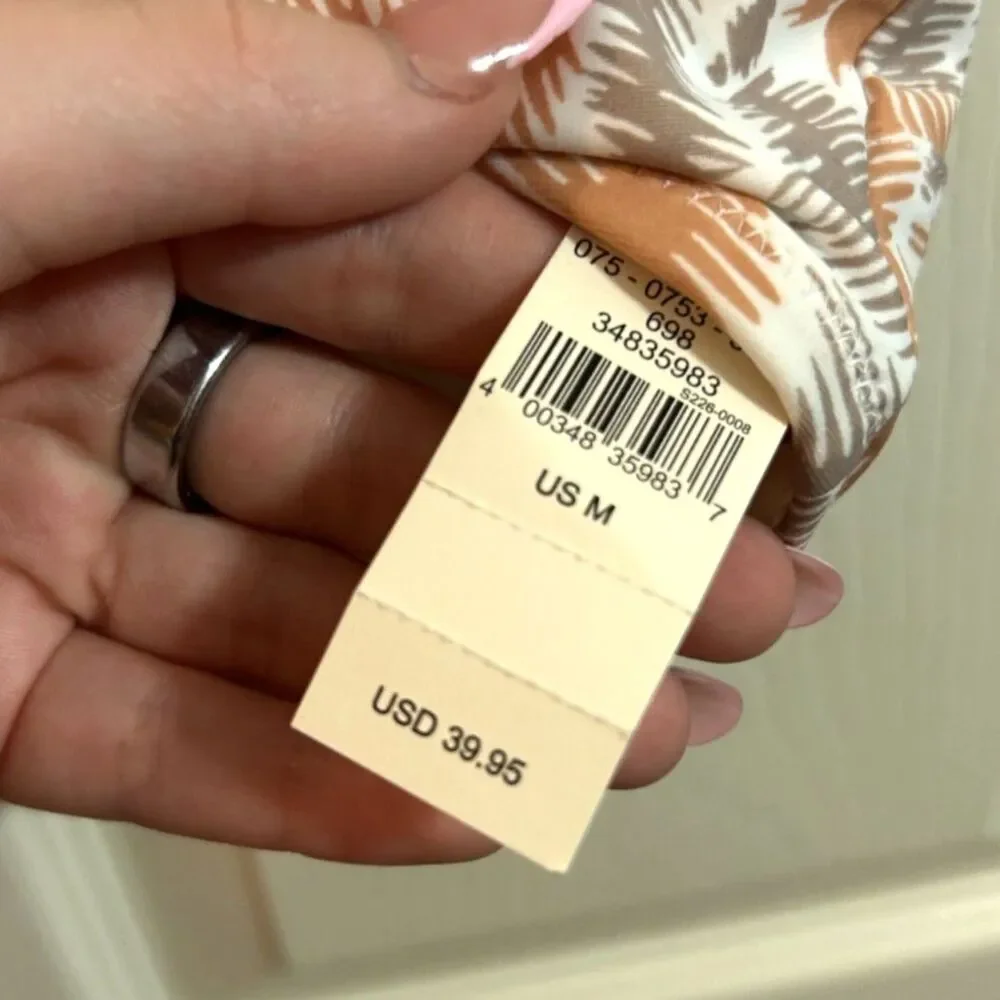 075 - 0753 -
698
34835983
S226-0008
4 00348 35983 7
US M
USD 39.95